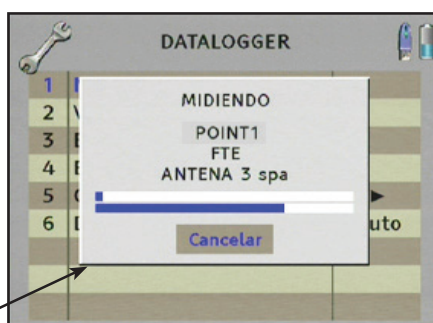 DATALOGGER
1
2
3
4
5
6
MIDIENDO
POINT1
FTE
ANTENA 3 spa
Cancelar
uto